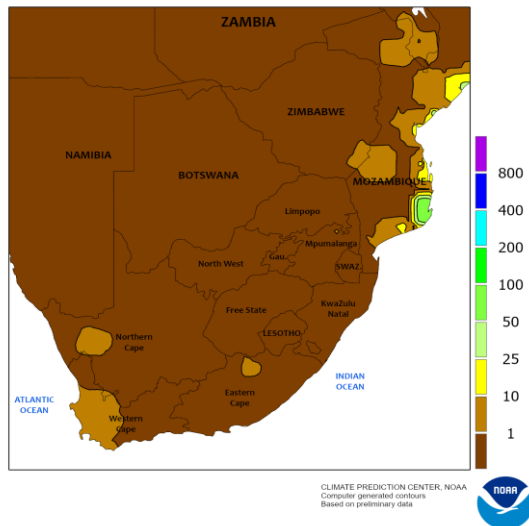 ZAMBIA
ZIMBABWE
NAMIBIA
BOTSWANA
MOZAMBIQUE
Limpopo
Mpumalanga
Gau.
North West
SWAZ.
Free State
KwaZulu
Natal
LESOTHO
Northern
Cape
Eastern
Cape
Western
Cape
ATLANTIC
OCEAN
INDIAN
OCEAN
800
400
200
100
50
25
10
1
CLIMATE PREDICTION CENTER, NOAA
Computer generated contours
Based on preliminary data
NOAA